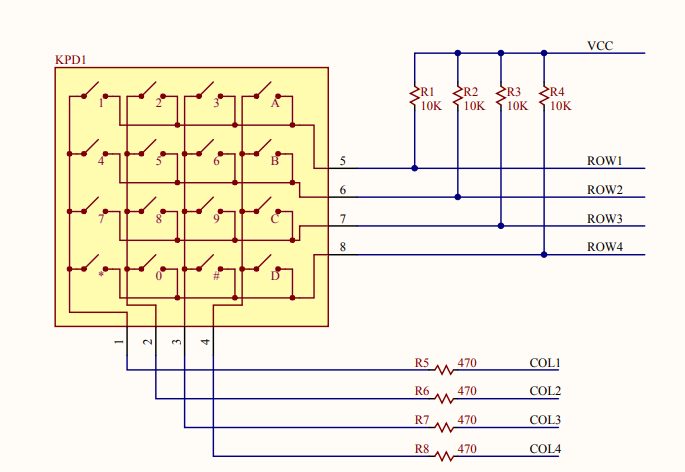 VCC
KPD1
R1 R2 R3 R4
10K 10K 10K 10K
1 2 3 A
4 5 6 B
5 ROW1
6 ROW2
7 8 9 C
7 ROW3
8 ROW4
* 0 # D
1 2 3 4
R5 470 COL1
R6 470 COL2
R7 470 COL3
R8 470 COL4